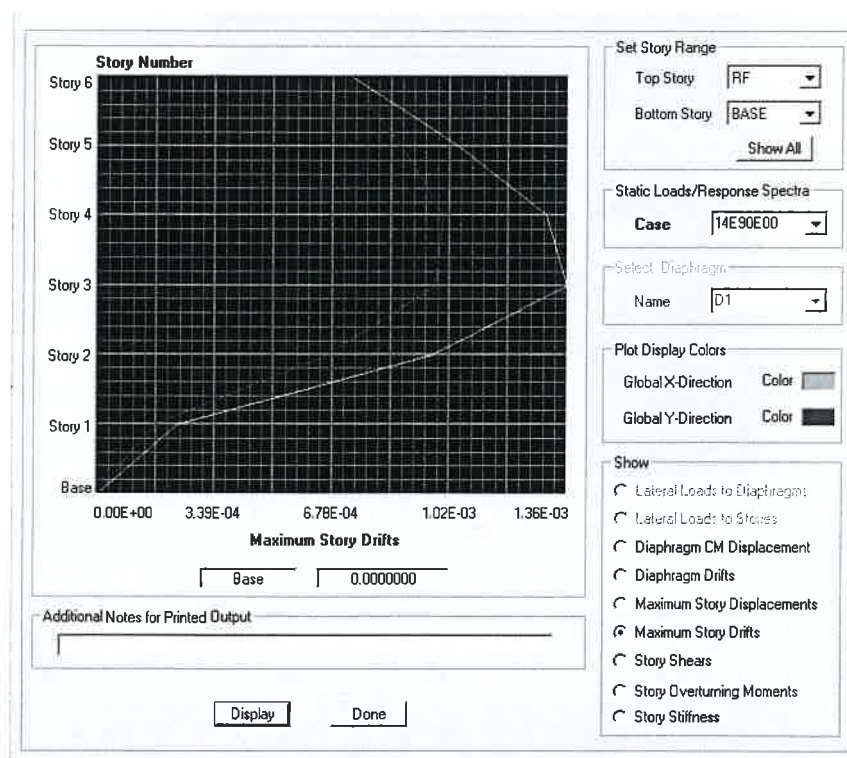 Story Number
Story 6
Story 5
Story 4
Story 3
Story 2
Story 1
Base
0.00E+00 3.39E-04 6.78E-04 1.02E-03 1.36E-03
Maximum Story Drifts
Base 0.0000000
Additional Notes for Printed Output
Display Done
Set Story Range
Top Story RF
Bottom Story BASE
Show All
Static Loads/Response Spectra
Case 14E90E00
Select Diaphragm
Name D1
Plot Display Colors
Global X-Direction Color
Global Y-Direction Color
Show
Lateral Loads to Diaphragms
Lateral Loads to Stories
Diaphragm CM Displacement
Diaphragm Drifts
Maximum Story Displacements
Maximum Story Drifts
Story Shears
Story Overturning Moments
Story Stiffness